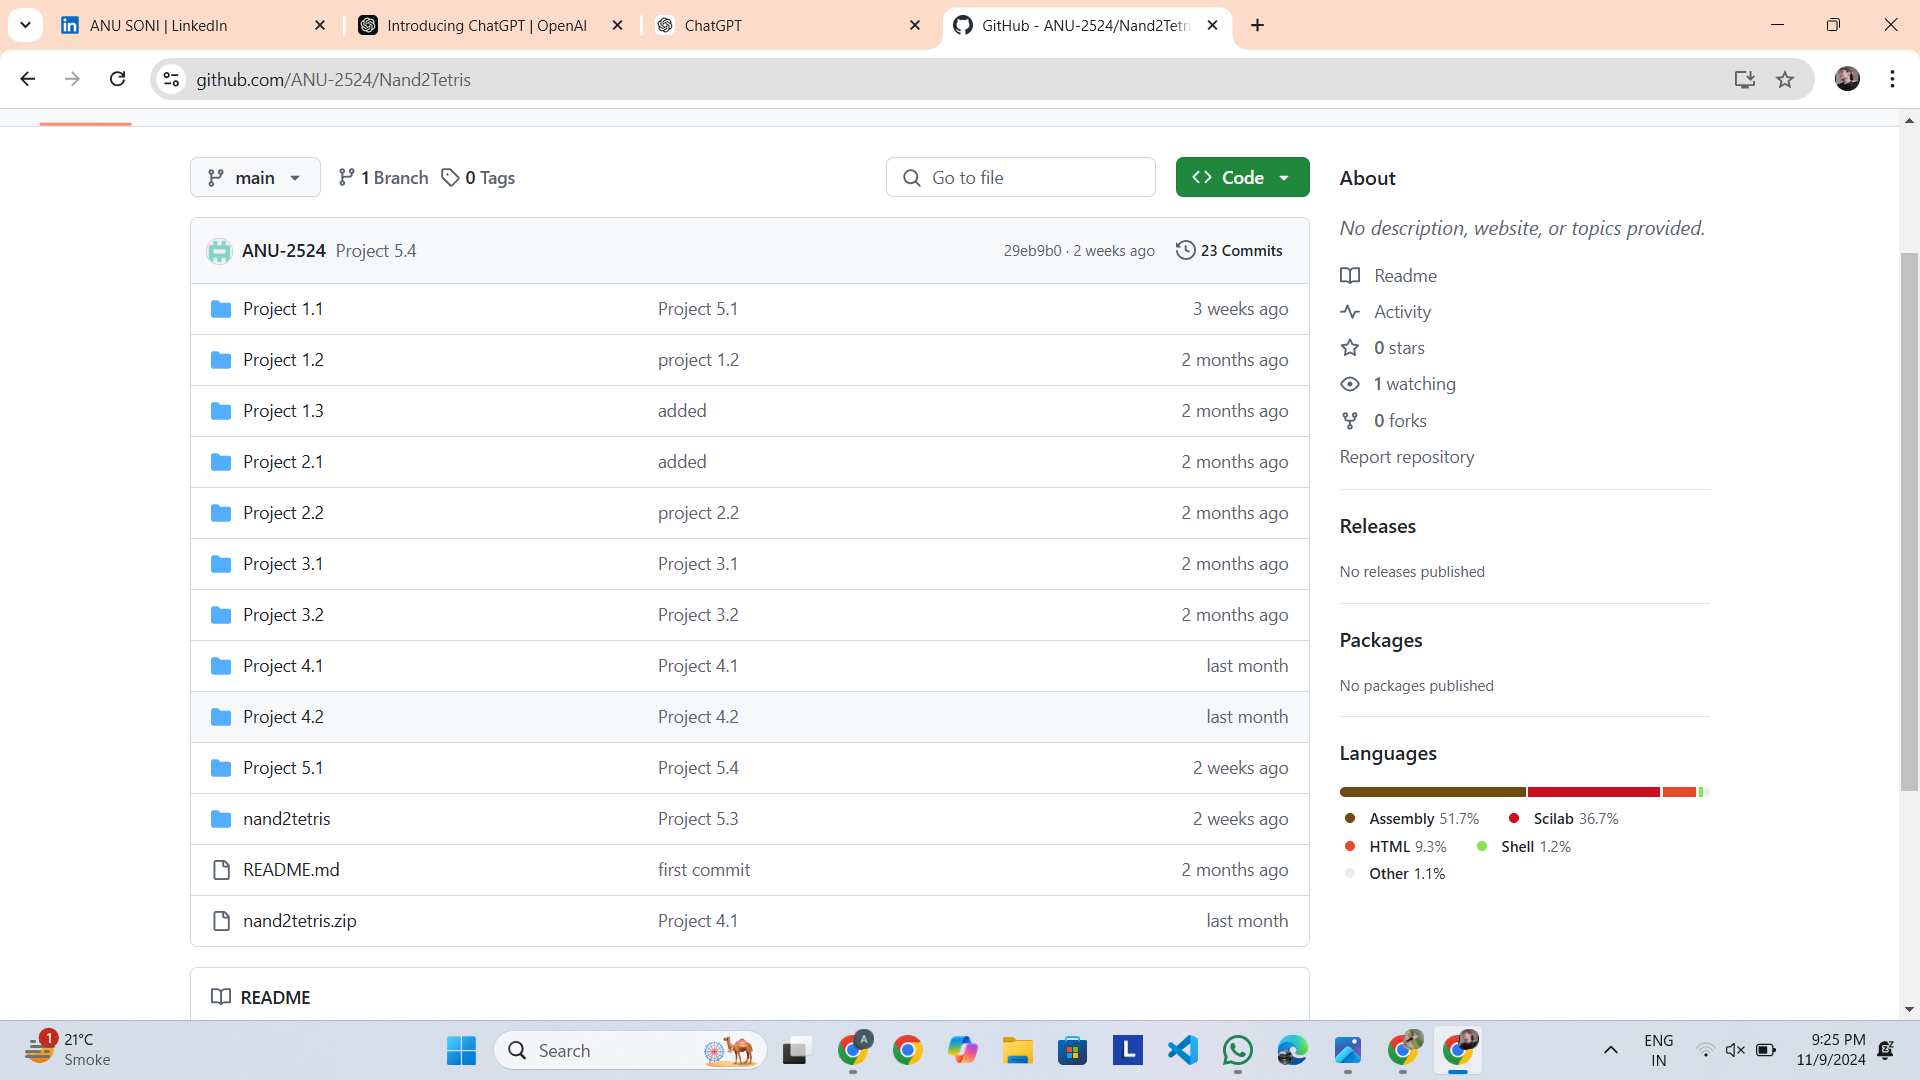 ANU SONI | LinkedIn
Introducing ChatGPT | OpenAI
ChatGPT
GitHub - ANU-2524/Nand2Tetri
github.com/ANU-2524/Nand2Tetris
main
1 Branch
0 Tags
Go to file
Code
About
No description, website, or topics provided.
ANU-2524 Project 5.4 29eb9b0 · 2 weeks ago 23 Commits
Project 1.1 Project 5.1 3 weeks ago
Project 1.2 project 1.2 2 months ago
Project 1.3 added 2 months ago
Project 2.1 added 2 months ago
Project 2.2 project 2.2 2 months ago
Project 3.1 Project 3.1 2 months ago
Project 3.2 Project 3.2 2 months ago
Project 4.1 Project 4.1 last month
Project 4.2 Project 4.2 last month
Project 5.1 Project 5.4 2 weeks ago
nand2tetris Project 5.3 2 weeks ago
README.md first commit 2 months ago
nand2tetris.zip Project 4.1 last month
README
Readme
Activity
0 stars
1 watching
0 forks
Report repository
Releases
No releases published
Packages
No packages published
Languages
Assembly 51.7% Scilab 36.7%
HTML 9.3% Shell 1.2%
Other 1.1%
1
21°C
Smoke
Search
A
L
ENG
IN
9:25 PM
11/9/2024